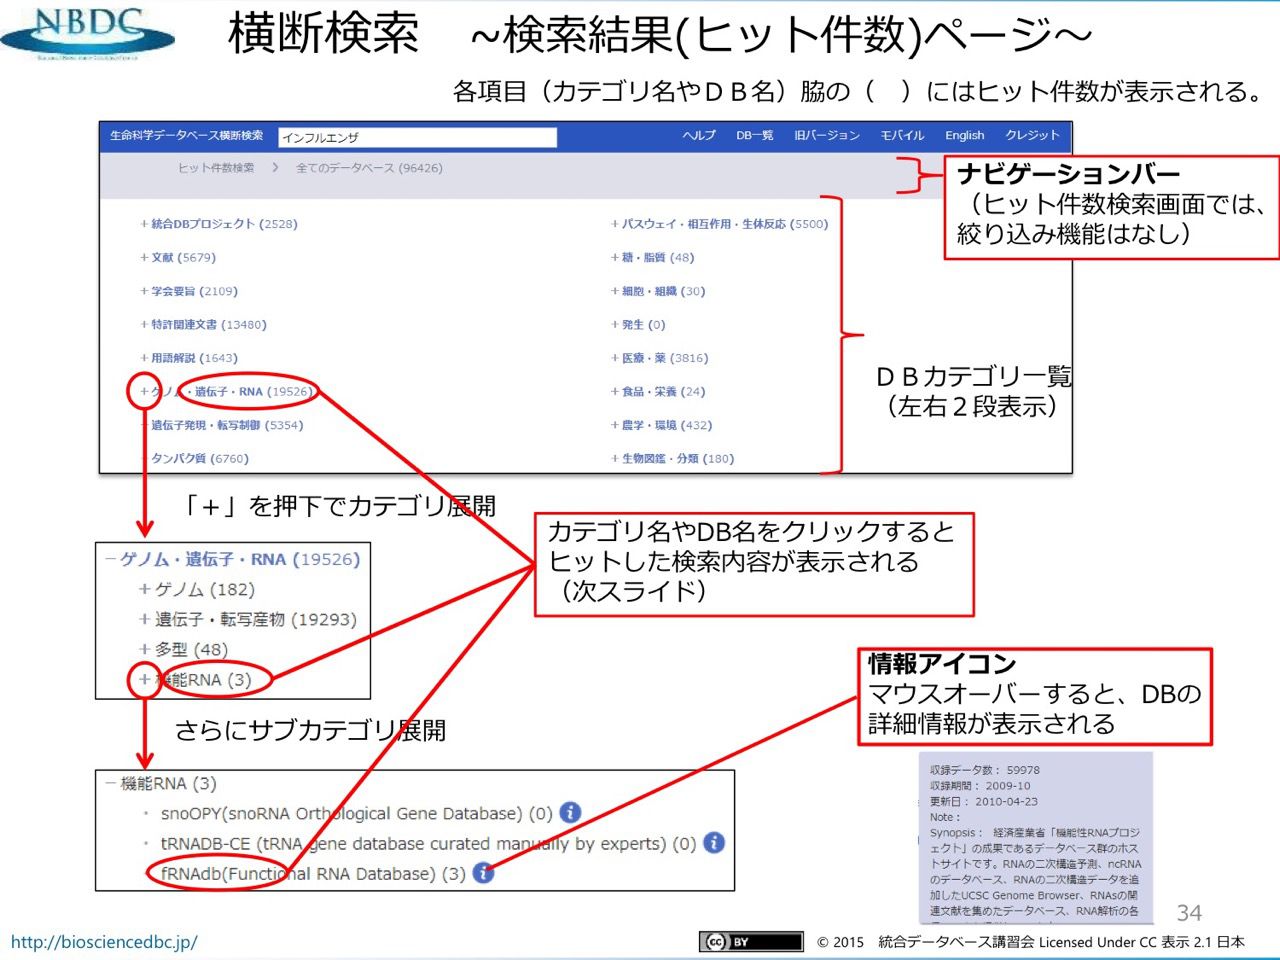 NBDC
横断検索　~検索結果(ヒット件数)ページ~
各項目（カテゴリ名やＤＢ名）脇の（　）にはヒット件数が表示される。
生命科学データベース横断検索 インフルエンザ ヘルプ DB一覧 旧バージョン モバイル English クレジット
ヒット件数検索 > 全てのデータベース (96426)
ナビゲーションバー
（ヒット件数検索画面では、
絞り込み機能はなし）
+ 統合DBプロジェクト (2528)
+ 文献 (5679)
+ 学会要旨 (2109)
+ 特許関連文書 (13480)
+ 用語解説 (1643)
+ ゲノム・遺伝子・RNA (19526)
+ 遺伝子発現・転写制御 (5354)
+ タンパク質 (6760)
+ パスウェイ・相互作用・生体反応 (5500)
+ 糖・脂質 (48)
+ 細胞・組織 (30)
+ 発生 (0)
+ 医療・薬 (3816)
+ 食品・栄養 (24)
+ 農学・環境 (432)
+ 生物図鑑・分類 (180)
ＤＢカテゴリ一覧
（左右２段表示）
「＋」を押下でカテゴリ展開
－ゲノム・遺伝子・RNA (19526)
+ ゲノム (182)
+ 遺伝子・転写産物 (19293)
+ 多型 (48)
+ 機能RNA (3)
カテゴリ名やDB名をクリックすると
ヒットした検索内容が表示される
（次スライド）
さらにサブカテゴリ展開
情報アイコン
マウスオーバーすると、DBの
詳細情報が表示される
－機能RNA (3)
・ snoOPY(snoRNA Orthological Gene Database) (0) i
・ tRNADB-CE (tRNA gene database curated manually by experts) (0) i
fRNAdb(Functional RNA Database) (3) i
収録データ数： 59978
収録期間： 2009-10
更新日： 2010-04-23
Note：
Synopsis： 経済産業省「機能性RNAプロジ
ェクト」の成果であるデータベース群のホス
トサイトです。RNAの二次構造予測、ncRNA
のデータベース、RNAの二次構造データを追
加したUCSC Genome Browser、RNAsの関
連文献を集めたデータベース、RNA解析の各
34
http://biosciencedbc.jp/
cc BY © 2015　統合データベース講習会 Licensed Under CC 表示 2.1 日本